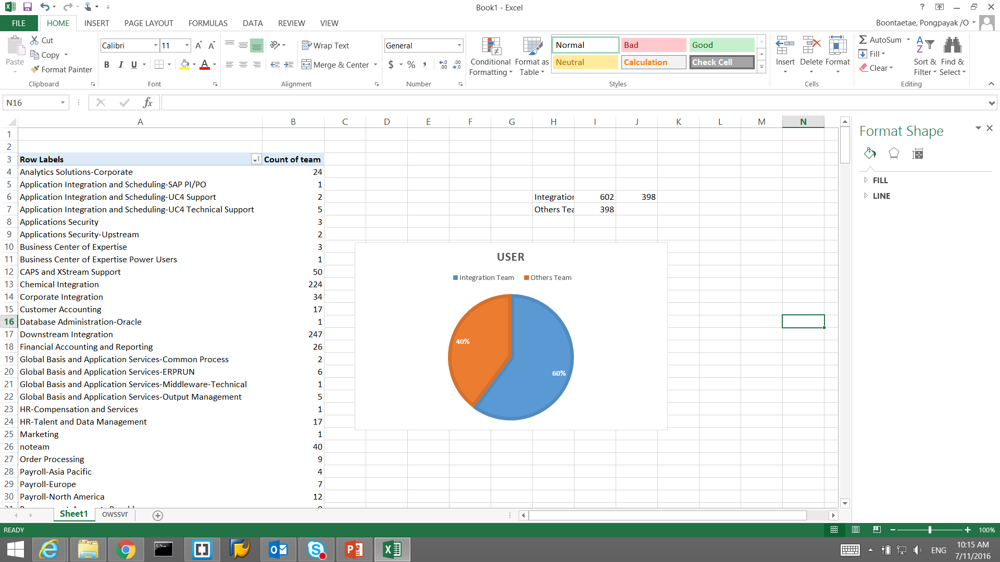 Book1 - Excel
?
FILE HOME INSERT PAGE LAYOUT FORMULAS DATA REVIEW VIEW
Boontaetae, Pongpayak /O
Paste
Cut
Copy
Format Painter
Clipboard
Calibri 11
B I U
Font
Wrap Text
Merge & Center
Alignment
General
$ % ,
Number
Conditional Formatting
Format as Table
Normal Bad Good
Neutral Calculation Check Cell
Styles
Insert Delete Format
Cells
AutoSum
Fill
Clear
Sort & Filter
Find & Select
Editing
N16
fx
A B C D E F G H I J K L M N
1
2
3 Row Labels Count of team
4 Analytics Solutions-Corporate 24
5 Application Integration and Scheduling-SAP PI/PO 1
6 Application Integration and Scheduling-UC4 Support 2 Integration 602 398
7 Application Integration and Scheduling-UC4 Technical Support 5 Others Tea 398
8 Applications Security 3
9 Applications Security-Upstream 2
10 Business Center of Expertise 3
11 Business Center of Expertise Power Users 1
12 CAPS and XStream Support 50
13 Chemical Integration 224
14 Corporate Integration 34
15 Customer Accounting 17
16 Database Administration-Oracle 1
17 Downstream Integration 247
18 Financial Accounting and Reporting 26
19 Global Basis and Application Services-Common Process 2
20 Global Basis and Application Services-ERPRUN 6
21 Global Basis and Application Services-Middleware-Technical 1
22 Global Basis and Application Services-Output Management 5
23 HR-Compensation and Services 1
24 HR-Talent and Data Management 17
25 Marketing 1
26 noteam 40
27 Order Processing 9
28 Payroll-Asia Pacific 4
29 Payroll-Europe 7
30 Payroll-North America 12
USER
Integration Team Others Team
40%
60%
Format Shape
FILL
LINE
Sheet1 owssvr
READY
100%
ENG
10:15 AM
7/11/2016